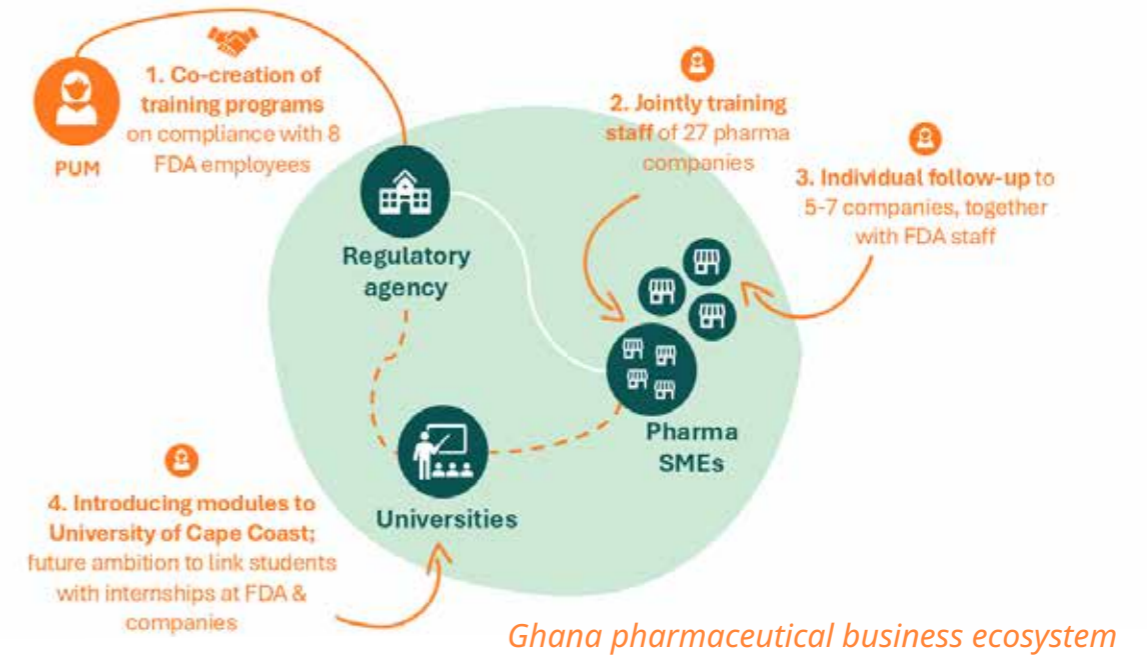 PUM
1. Co-creation of
training programs
on compliance with 8
FDA employees
2. Jointly training
staff of 27 pharma
companies
3. Individual follow-up to
5-7 companies, together
with FDA staff
Regulatory
agency
Pharma
SMEs
Universities
4. Introducing modules to
University of Cape Coast;
future ambition to link students
with internships at FDA &
companies
Ghana pharmaceutical business ecosystem